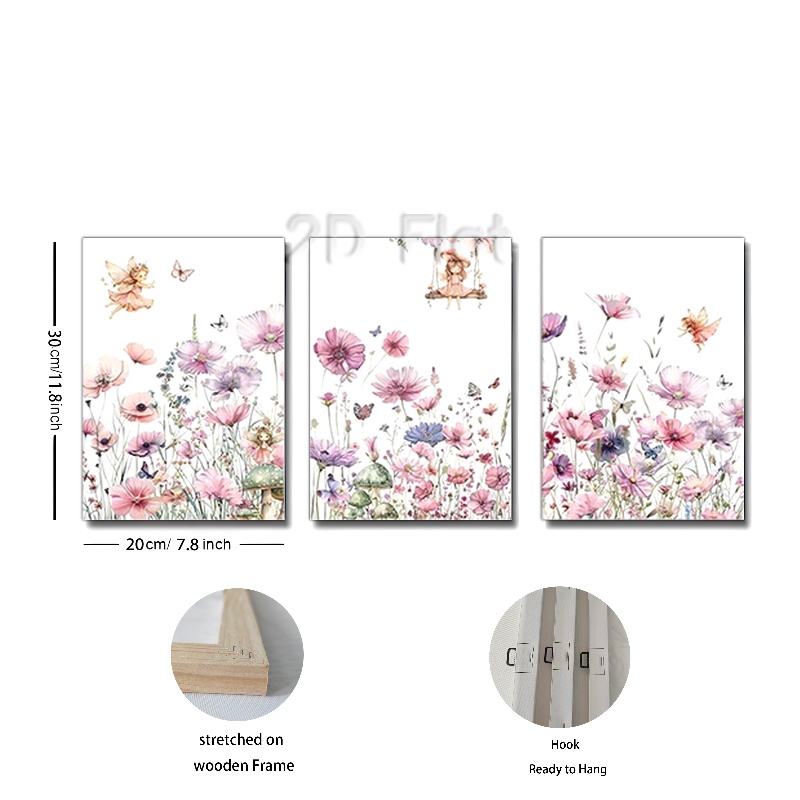 2D Flat
30cm/11.8inch
20cm/ 7.8 inch
stretched on
wooden Frame
Hook
Ready to Hang